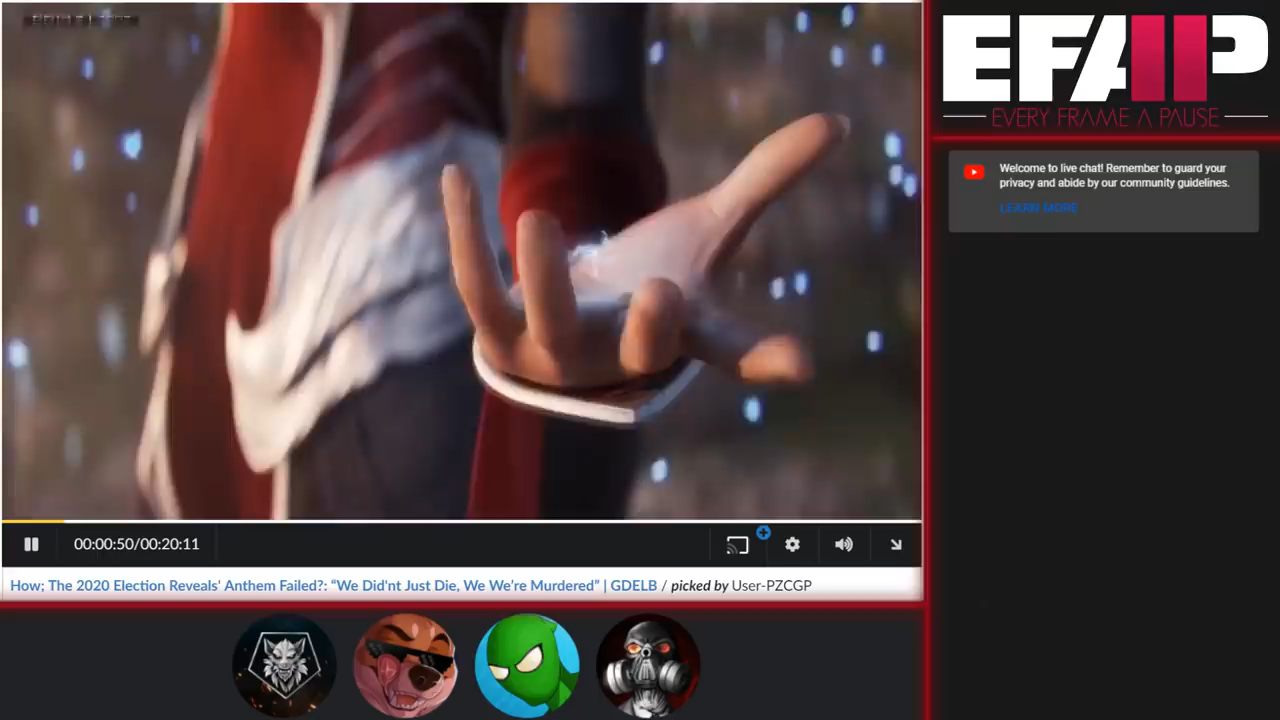 EFAP
EVERY FRAME A PAUSE
Welcome to live chat! Remember to guard your
privacy and abide by our community guidelines.
LEARN MORE
00:00:50/00:20:11
How; The 2020 Election Reveals' Anthem Failed?: “We Did'nt Just Die, We We're Murdered” | GDELB / picked by User-PZCGP